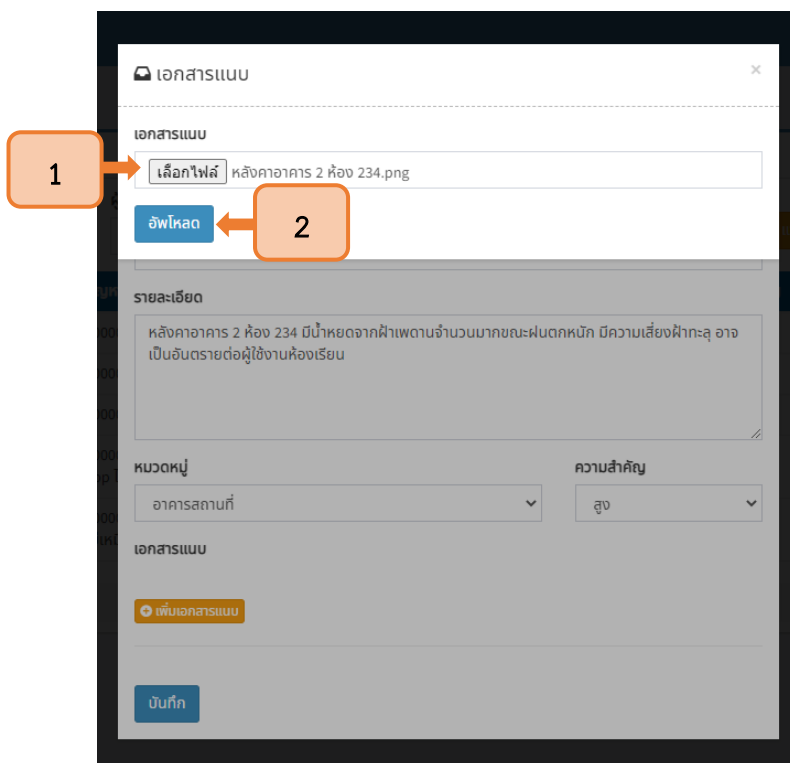 เอกสารแนบ
×
เอกสารแนบ
1
เลือกไฟล์ หลังคาอาคาร 2 ห้อง 234.png
อัพโหลด
2
รายละเอียด
หลังคาอาคาร 2 ห้อง 234 มีน้ำหยดจากฝ้าเพดานจำนวนมากขณะฝนตกหนัก มีความเสี่ยงฝ้าทะลุ อาจ
เป็นอันตรายต่อผู้ใช้งานห้องเรียน
หมวดหมู่ ความสำคัญ
อาคารสถานที่ สูง
เอกสารแนบ
เพิ่มเอกสารแนบ
บันทึก